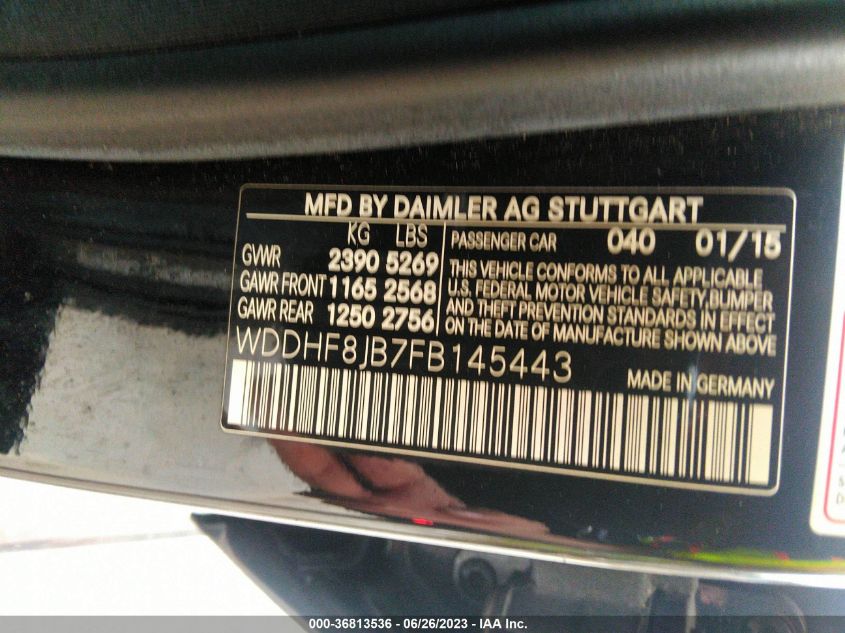 MFD BY DAIMLER AG STUTTGART
KG LBS
GVWR 2390 5269
GAWR FRONT 1165 2568
GAWR REAR 1250 2756
PASSENGER CAR 040 01/15
THIS VEHICLE CONFORMS TO ALL APPLICABLE
U.S. FEDERAL MOTOR VEHICLE SAFETY, BUMPER
AND THEFT PREVENTION STANDARDS IN EFFECT
ON THE DATE OF MANUFACTURE SHOWN ABOVE
WDDHF8JB7FB145443
MADE IN GERMANY
000-36813536 - 06/26/2023 - IAA Inc.